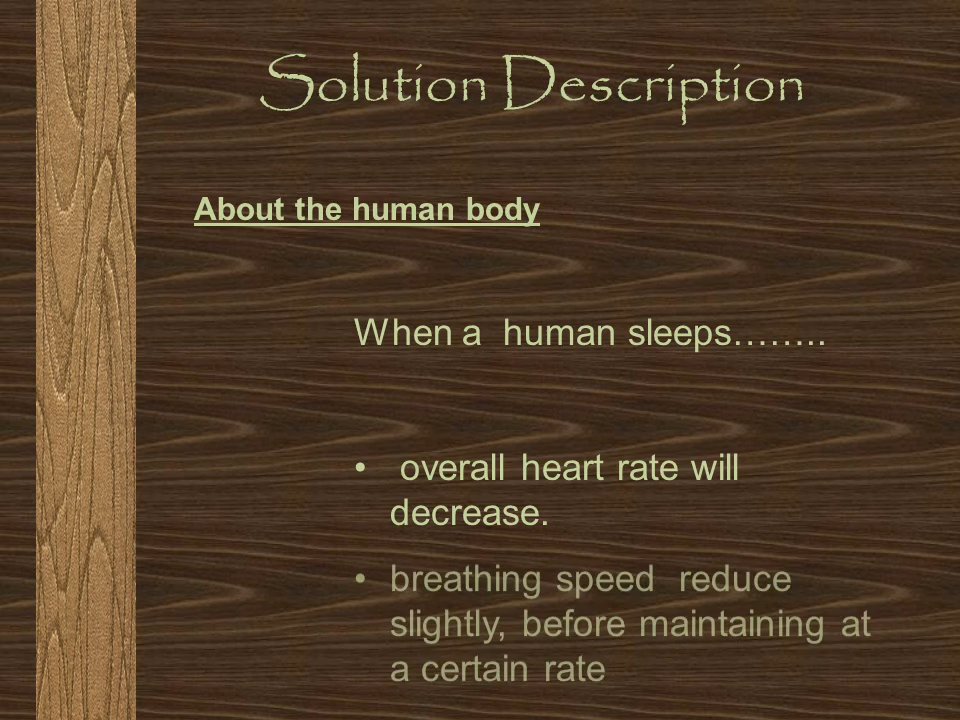 Solution Description
About the human body
When a  human sleeps……..
•  overall heart rate will
decrease.
• breathing speed  reduce
slightly, before maintaining at
a certain rate